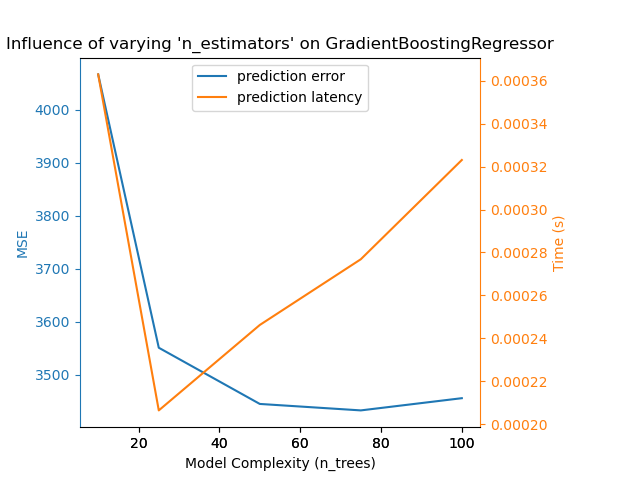 Influence of varying 'n_estimators' on GradientBoostingRegressor
prediction error
prediction latency
MSE
4000
3900
3800
3700
3600
3500
0.00036
0.00034
0.00032
0.00030
0.00028
0.00026
0.00024
0.00022
0.00020
Time (s)
20 40 60 80 100
Model Complexity (n_trees)